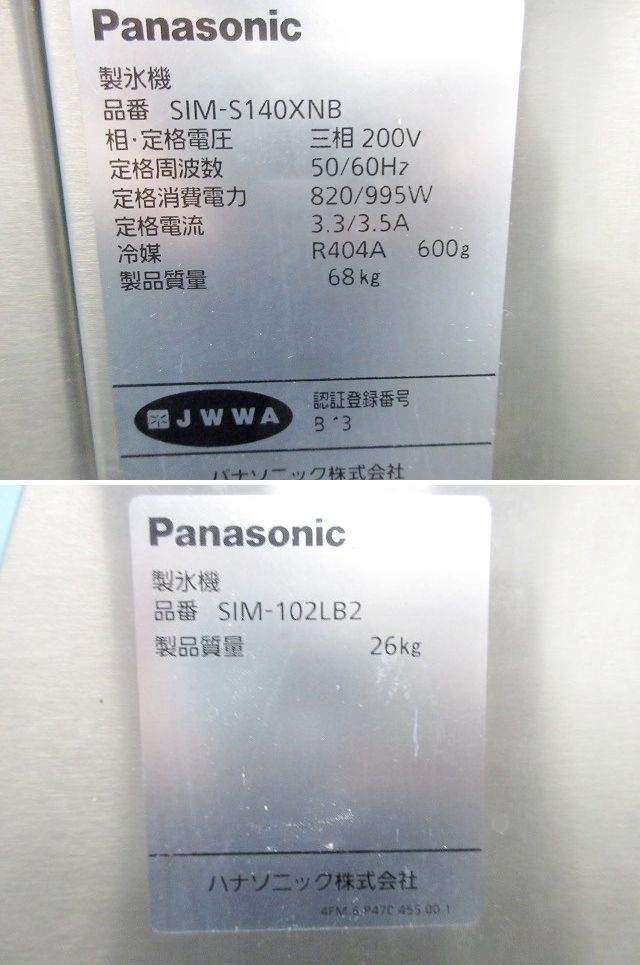 Panasonic
製氷機
品番 SIM-S140XNB
相・定格電圧 三相 200V
定格周波数 50/60Hz
定格消費電力 820/995W
定格電流 3.3/3.5A
冷媒 R404A 600g
製品質量 68kg
JWWA 認証登録番号
パナソニック株式会社
Panasonic
製氷機
品番 SIM-102LB2
製品質量 26kg
パナソニック株式会社